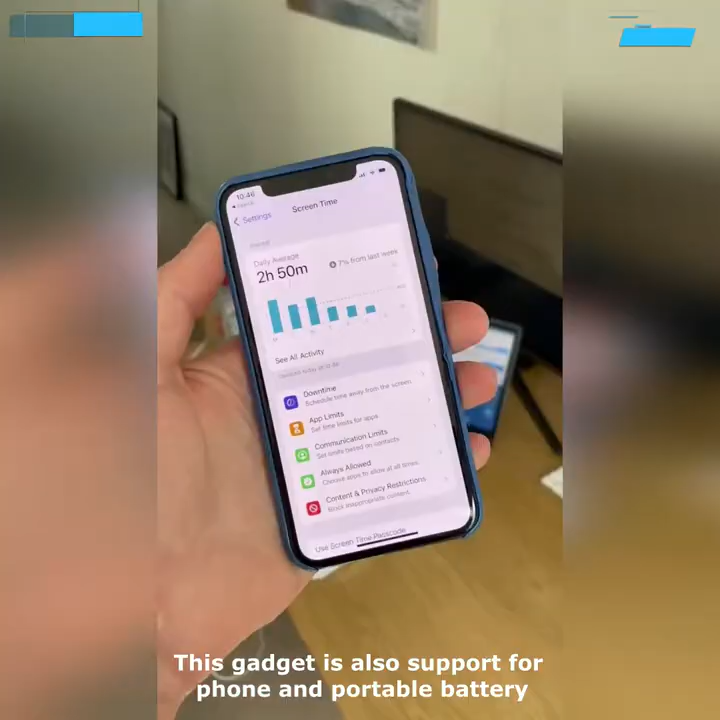 10:46
Settings
Screen Time
Daily Average
2h 50m
7% from last week
See All Activity
Downtime
Schedule time away from the screen.
App Limits
Set time limits for apps.
Communication Limits
Set limits based on contacts.
Always Allowed
Choose apps to allow at all times.
Content & Privacy Restrictions
Block inappropriate content.
Use Screen Time Passcode
This gadget is also support for
phone and portable battery